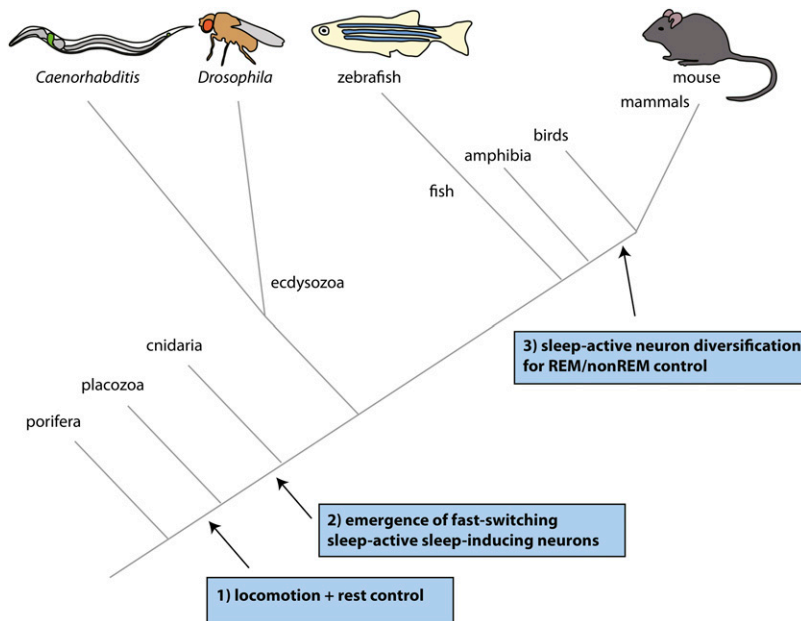 Caenorhabditis
Drosophila
zebrafish
mouse
mammals
birds
amphibia
fish
ecdysozoa
cnidaria
placozoa
porifera
3) sleep-active neuron diversification
for REM/nonREM control
2) emergence of fast-switching
sleep-active sleep-inducing neurons
1) locomotion + rest control